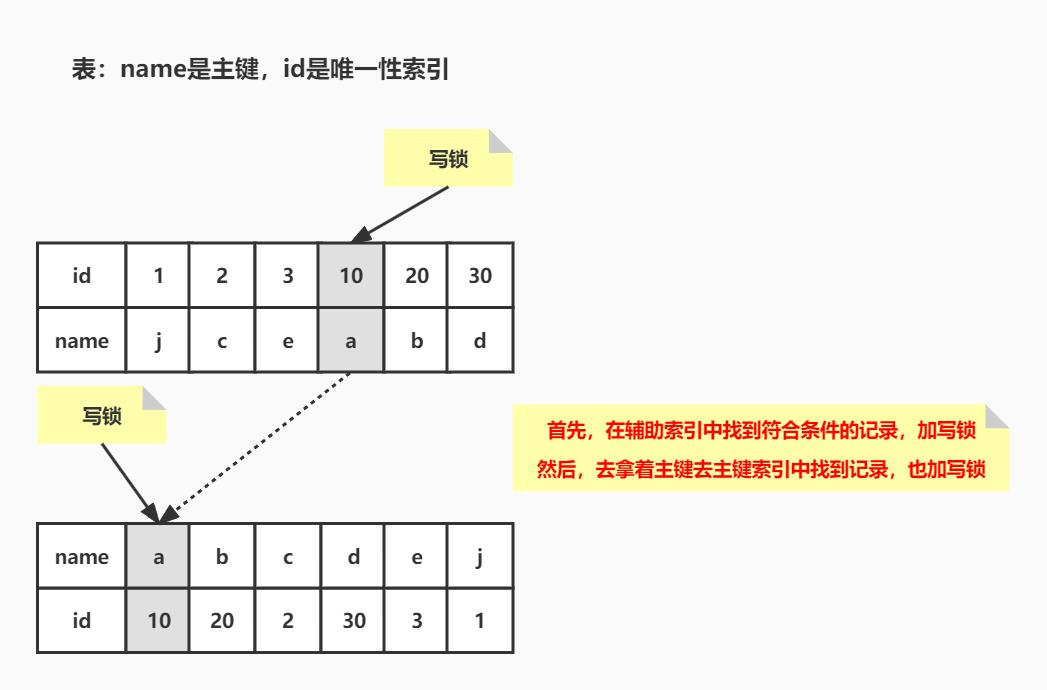 表：name是主键，id是唯一性索引
写锁
id 1 2 3 10 20 30
name j c e a b d
写锁
首先，在辅助索引中找到符合条件的记录，加写锁
然后，去拿着主键去主键索引中找到记录，也加写锁
name a b c d e j
id 10 20 2 30 3 1